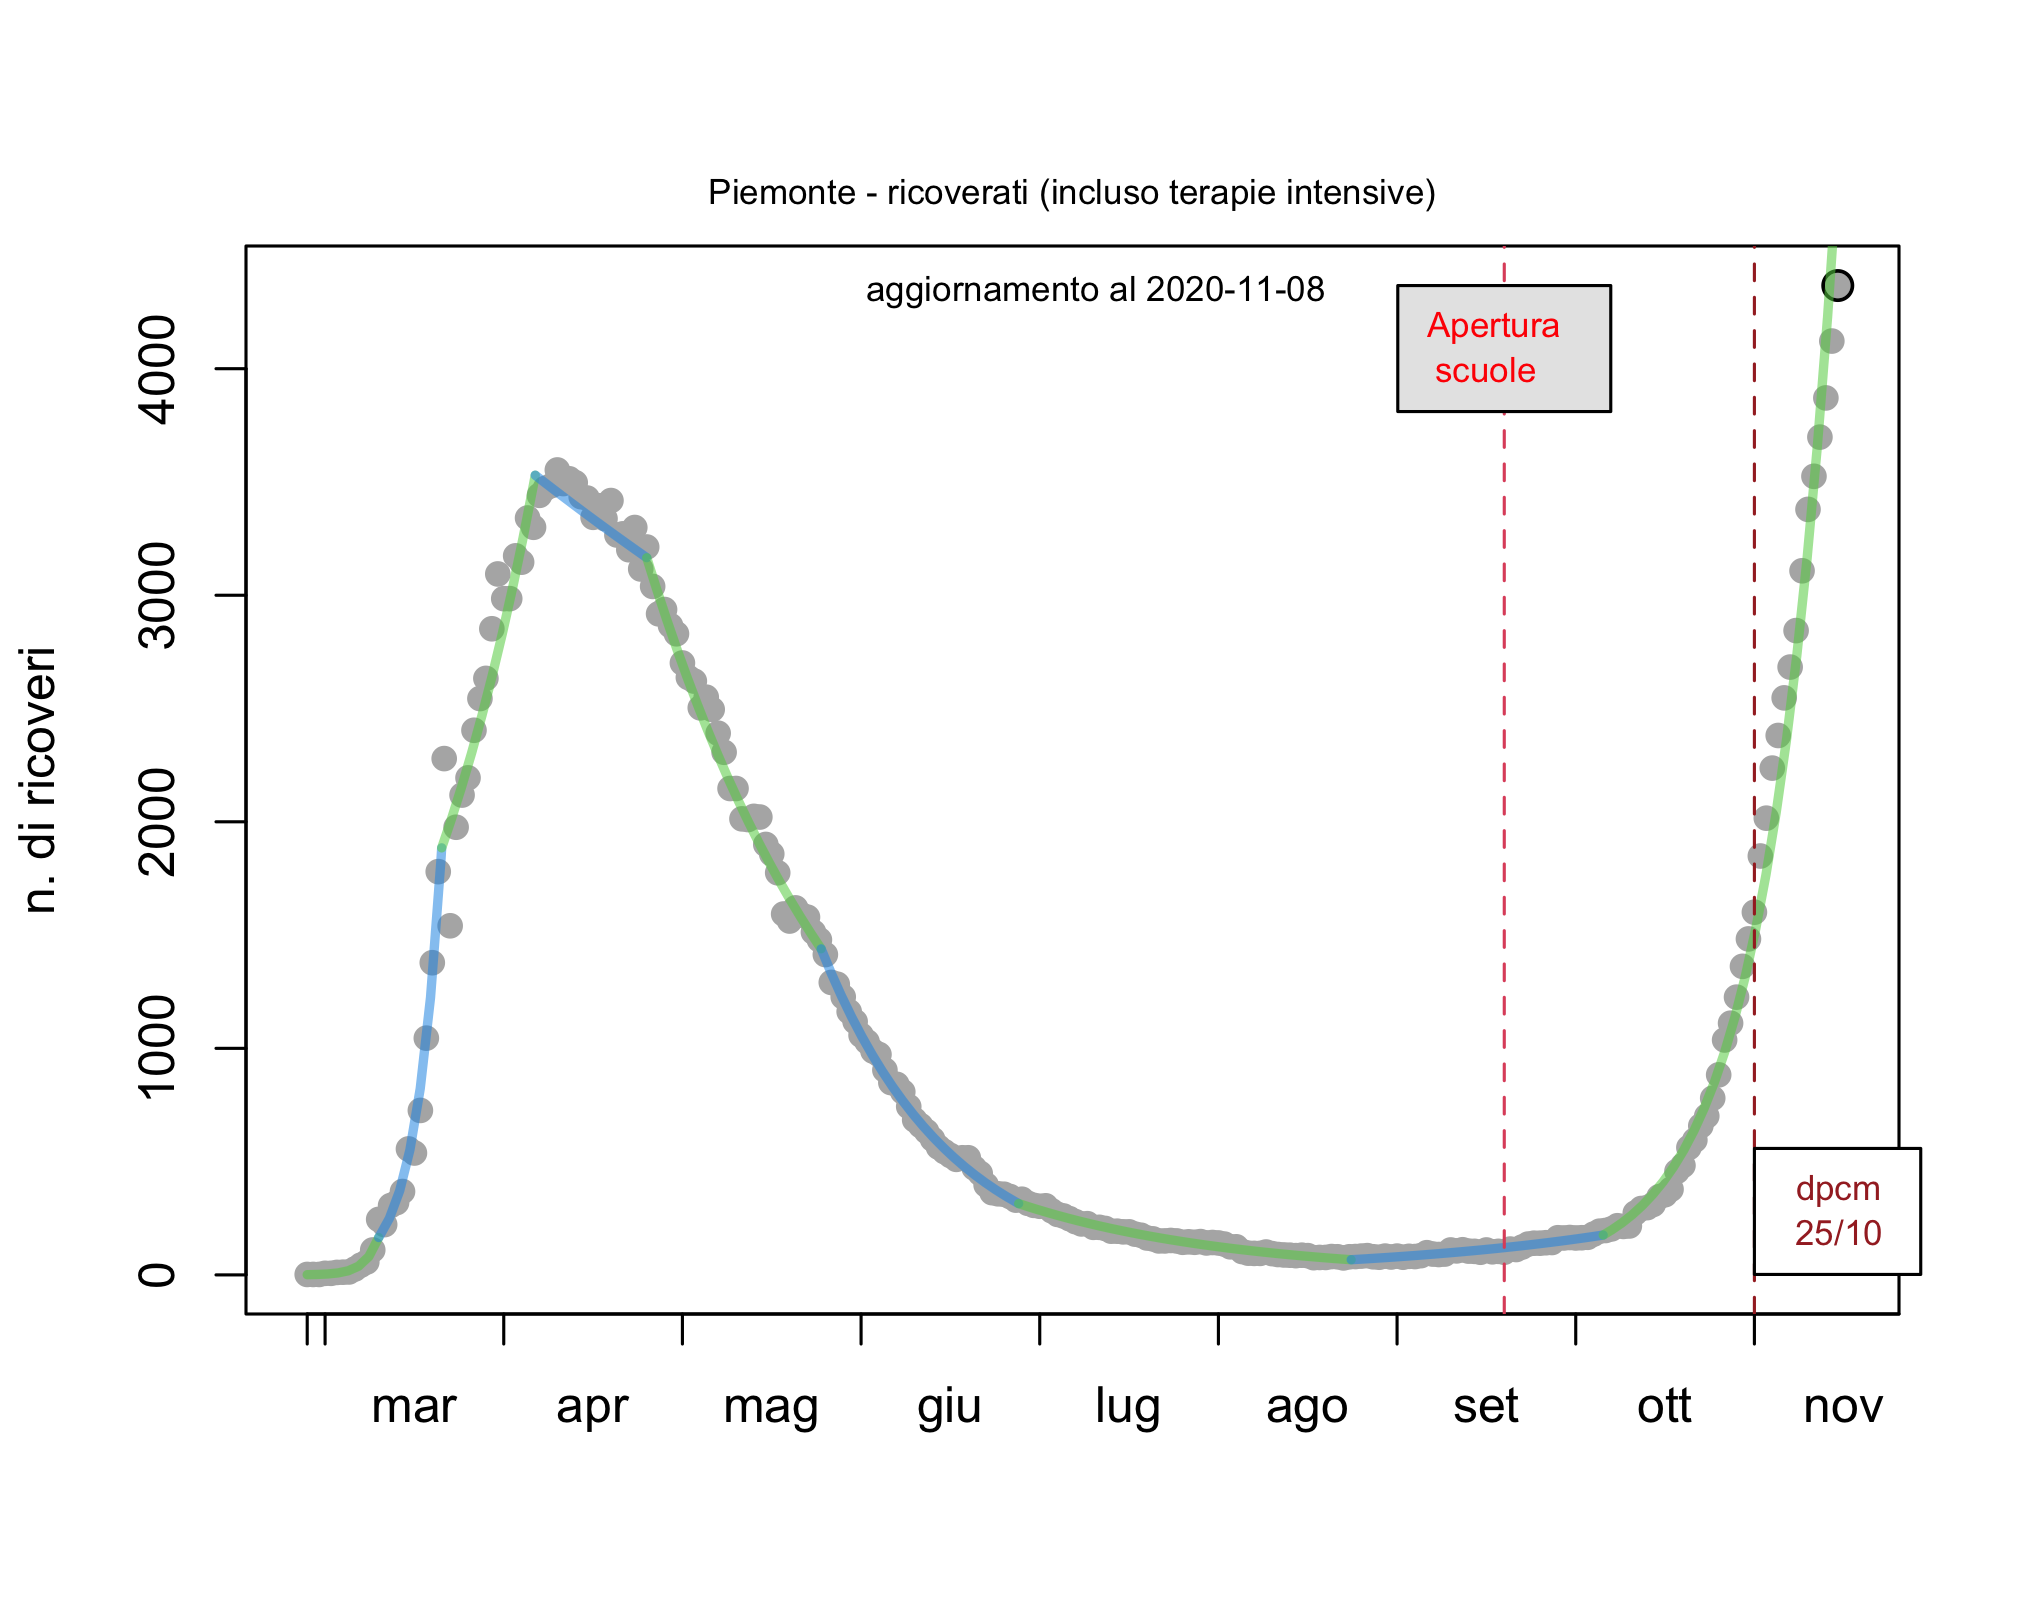 Piemonte - ricoverati (incluso terapie intensive)
aggiornamento al 2020-11-08
Apertura
scuole
n. di ricoveri
4000
3000
2000
1000
0
dpcm
25/10
mar apr mag giu lug ago set ott nov